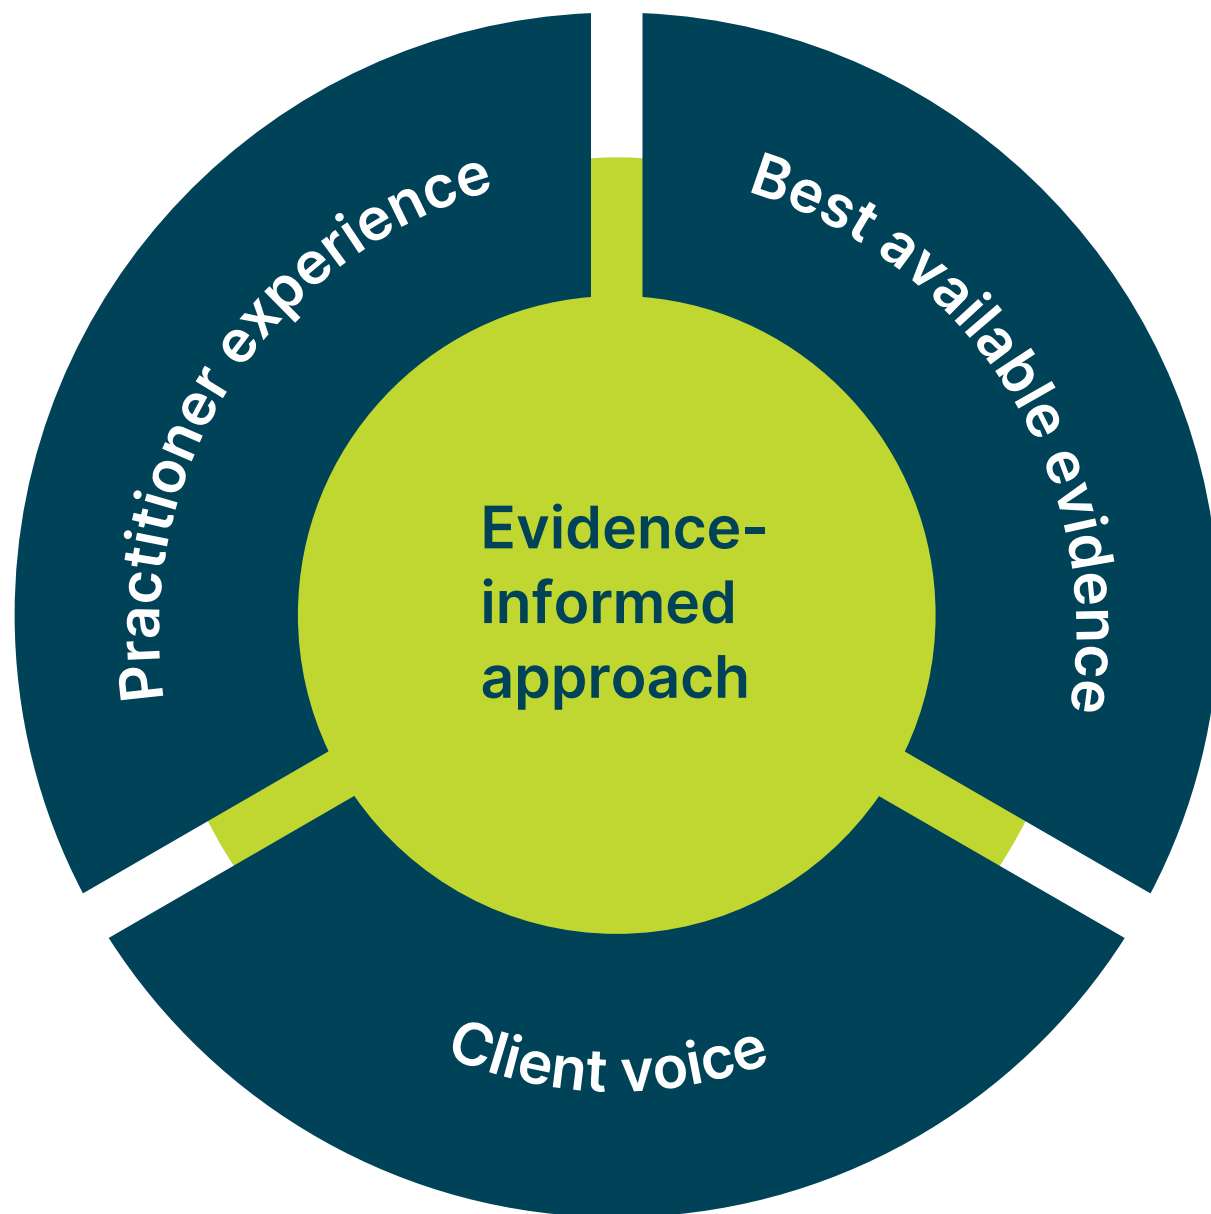 Practitioner experience
Best available evidence
Evidence-
informed
approach
Client voice